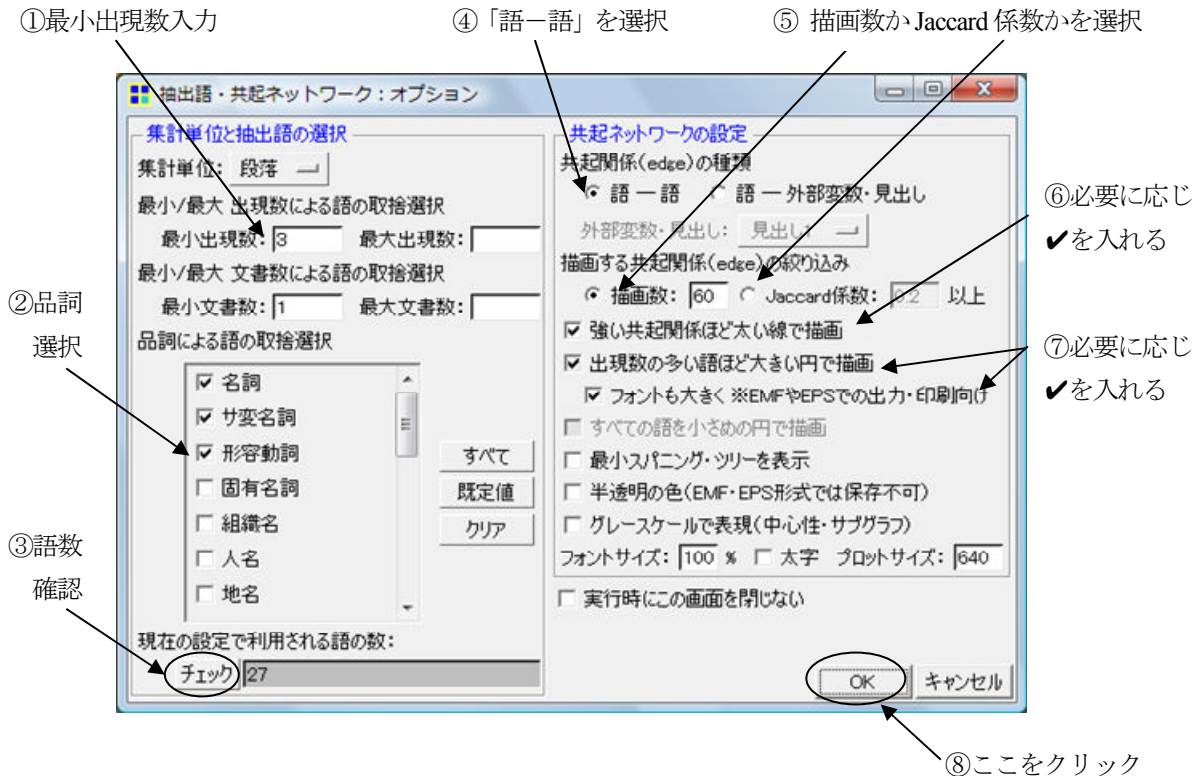 ①最小出現数入力
④「語－語」を選択
⑤ 描画数か Jaccard 係数かを選択
抽出語・共起ネットワーク：オプション
集計単位と抽出語の選択
集計単位： 段落
最小/最大 出現数による語の取捨選択
最小出現数： 3 最大出現数：
最小/最大 文書数による語の取捨選択
最小文書数： 1 最大文書数：
品詞による語の取捨選択
②品詞
選択
名詞
サ変名詞
形容動詞
固有名詞
組織名
人名
地名
すべて
既定値
クリア
③語数
確認
現在の設定で利用される語の数：
チェック 27
共起ネットワークの設定
共起関係(edge)の種類
語 ― 語 語 ― 外部変数・見出し
外部変数・見出し： 見出し1
描画する共起関係(edge)の絞り込み
描画数： 60 Jaccard係数： 0.2 以上
✔ 強い共起関係ほど太い線で描画
✔ 出現数の多い語ほど大きい円で描画
✔ フォントも大きく ※EMFやEPSでの出力・印刷向け
すべての語を小さめの円で描画
最小スパニング・ツリーを表示
半透明の色(EMF・EPS形式では保存不可)
グレースケールで表現(中心性・サブグラフ)
フォントサイズ： 100 % 太字 プロットサイズ： 640
実行時にこの画面を閉じない
OK キャンセル
⑥必要に応じ
✔を入れる
⑦必要に応じ
✔を入れる
⑧ここをクリック